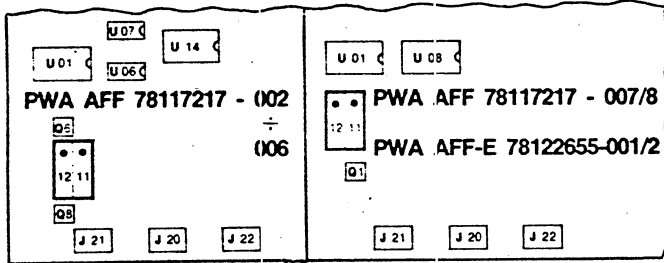 U 07
U 14
U 01
U 06
PWA AFF 78117217 - 002
÷
006
Q5
12 11
Q8
J 21 J 20 J 22
U 01 U 08
PWA AFF 78117217 - 007/8
12 11
PWA AFF-E 78122655-001/2
Q1
J 21 J 20 J 22